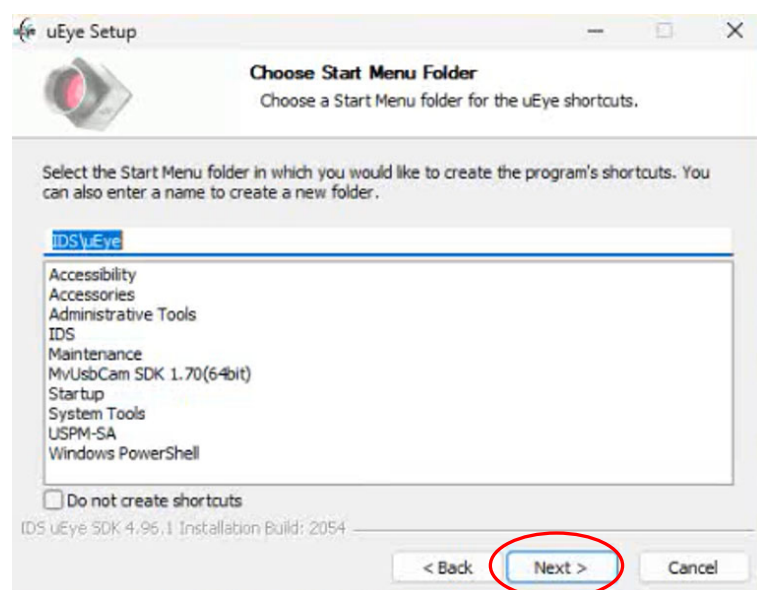 uEye Setup
Choose Start Menu Folder
Choose a Start Menu folder for the uEye shortcuts.
Select the Start Menu folder in which you would like to create the program's shortcuts. You
can also enter a name to create a new folder.
IDS\uEye
Accessibility
Accessories
Administrative Tools
IDS
Maintenance
MvUsbCam SDK 1.70(64bit)
Startup
System Tools
USPM-SA
Windows PowerShell
Do not create shortcuts
IDS uEye SDK 4.96.1 Installation Build: 2054
< Back Next > Cancel